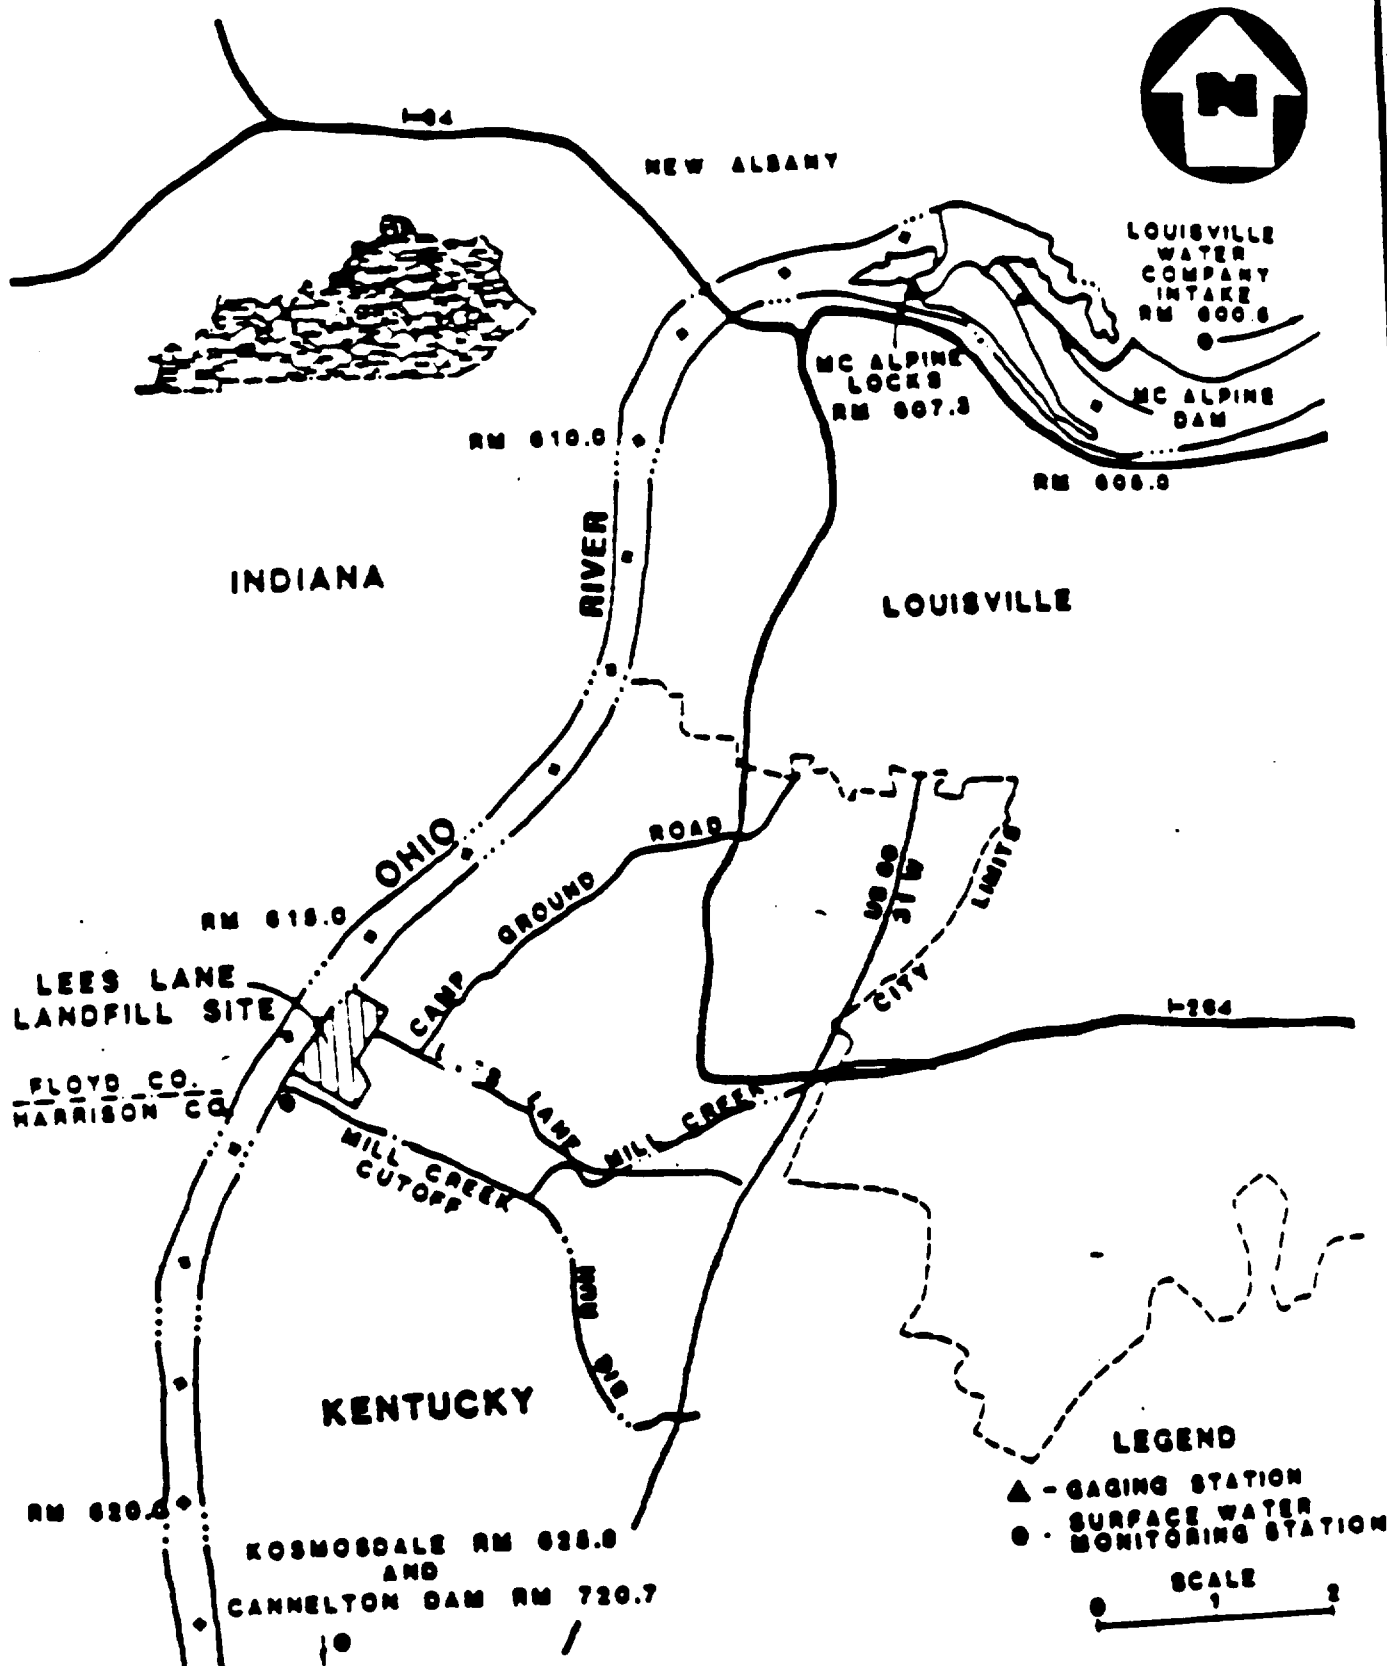 N
I-64
NEW ALBANY
LOUISVILLE
WATER
COMPANY
INTAKE
RM 600.6
MC ALPINE
LOCKS
RM 607.3
MC ALPINE
DAM
RM 610.0
RM 605.0
RIVER
INDIANA
LOUISVILLE
OHIO
ROAD
GROUND
CAMP
US 60
31 W
LIMITS
CITY
RM 615.0
LEES LANE
LANDFILL SITE
I-264
FLOYD CO.
HARRISON CO.
LANE
MILL CREEK
MILL CREEK
CUTOFF
RUN
BIG
KENTUCKY
LEGEND
▲ - GAGING STATION
● - SURFACE WATER
MONITORING STATION
RM 620.0
KOSMOSDALE RM 625.9
AND
CANNELTON DAM RM 720.7
SCALE
0 1 2